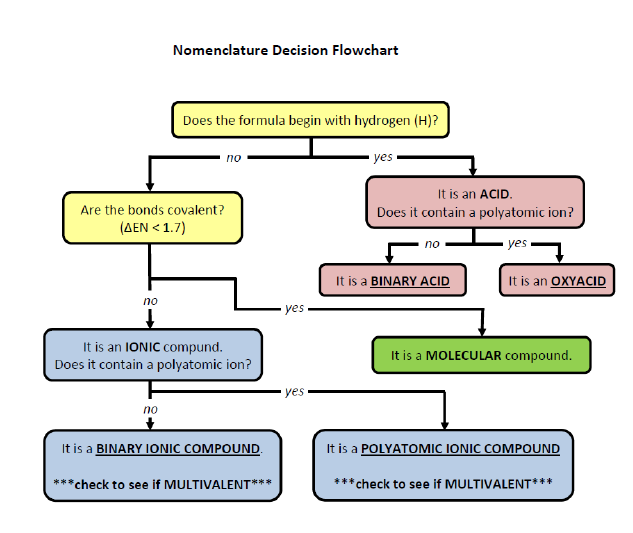 Nomenclature Decision Flowchart
Does the formula begin with hydrogen (H)?
no
yes
Are the bonds covalent?
(ΔEN < 1.7)
It is an ACID.
Does it contain a polyatomic ion?
no
yes
It is a BINARY ACID
It is an OXYACID
no
yes
It is an IONIC compund.
Does it contain a polyatomic ion?
It is a MOLECULAR compound.
no
yes
It is a BINARY IONIC COMPOUND.
***check to see if MULTIVALENT***
It is a POLYATOMIC IONIC COMPOUND
***check to see if MULTIVALENT***